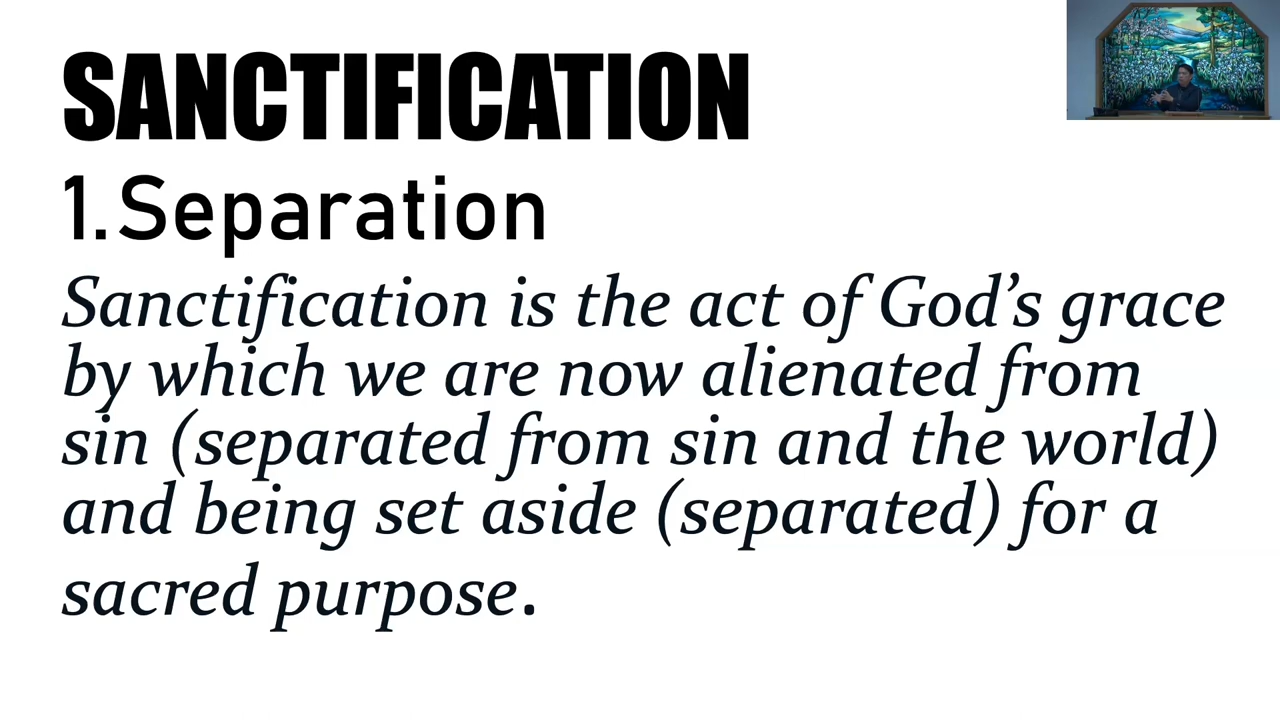 SANCTIFICATION
1. Separation
Sanctification is the act of God’s grace
by which we are now alienated from
sin (separated from sin and the world)
and being set aside (separated) for a
sacred purpose.